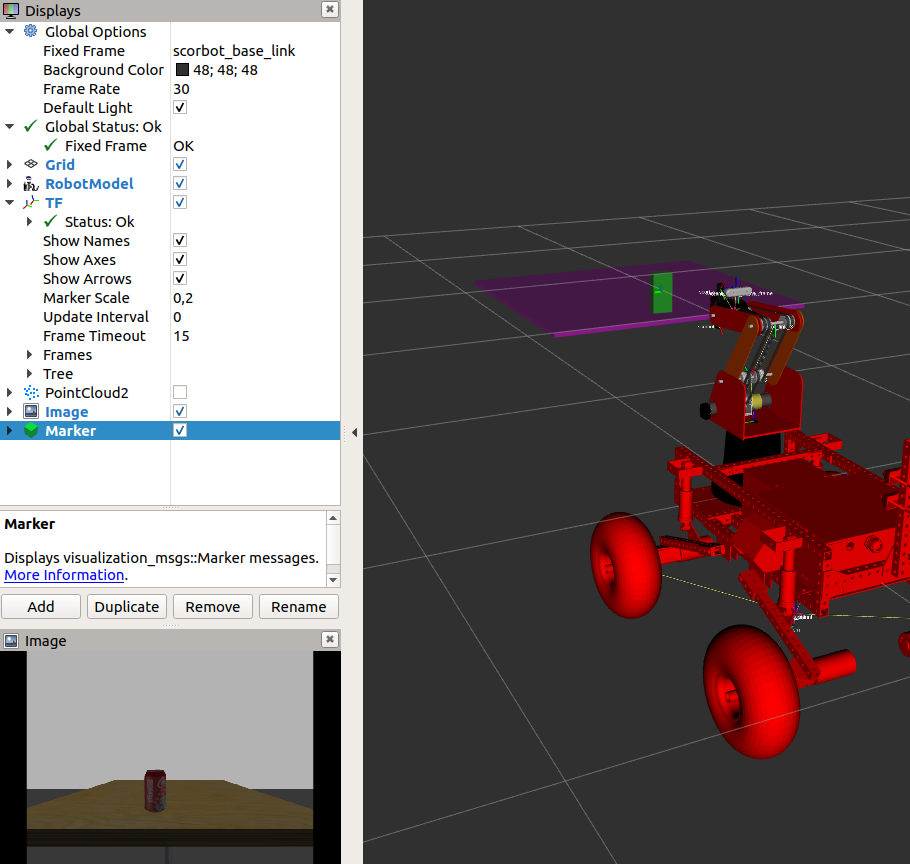 Displays
Global Options
Fixed Frame scorbot_base_link
Background Color 48; 48; 48
Frame Rate 30
Default Light
Global Status: Ok
Fixed Frame OK
Grid
RobotModel
TF
Status: Ok
Show Names
Show Axes
Show Arrows
Marker Scale 0,2
Update Interval 0
Frame Timeout 15
Frames
Tree
PointCloud2
Image
Marker
Marker
Displays visualization_msgs::Marker messages.
More Information.
Add Duplicate Remove Rename
Image